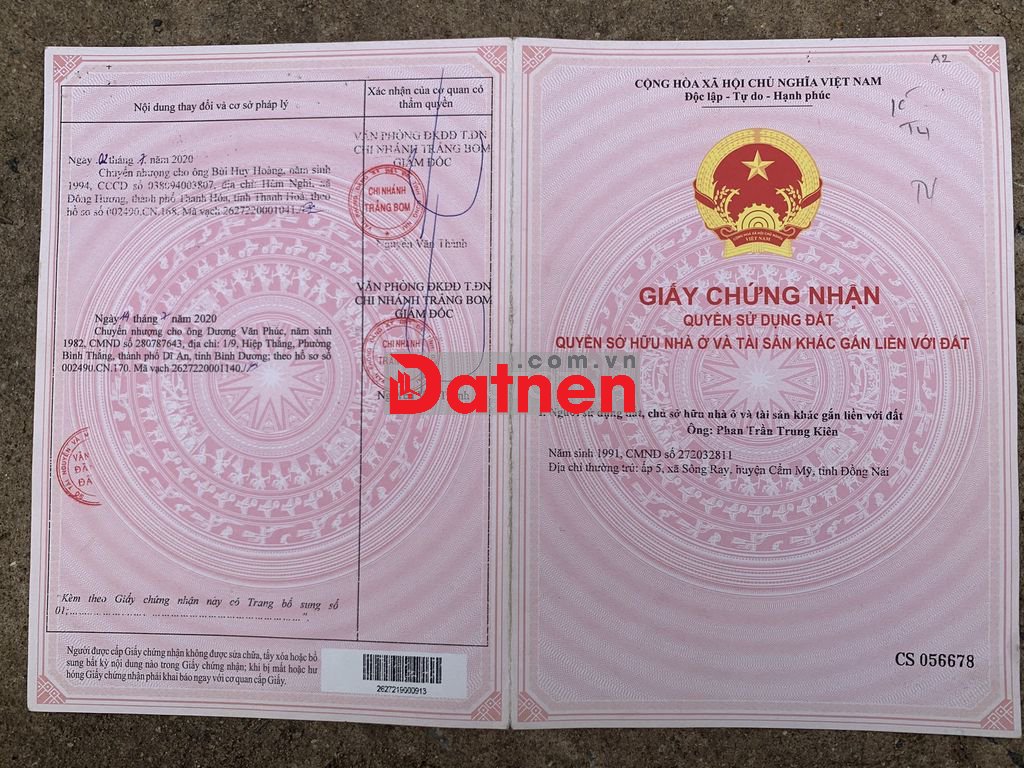 Nội dung thay đổi và cơ sở pháp lý
Xác nhận của cơ quan có
thẩm quyền
Ngày 02 tháng 7 năm 2020
Chuyển nhượng cho ông Bùi Huy Hoàng, năm sinh
1994, CCCD số 038094003807, địa chỉ: Hàm Nghi, xã
Đông Hương, thành phố Thanh Hóa, tỉnh Thanh Hoá; theo
hồ sơ số 002490.CN.168. Mã vạch 2627220001041
VĂN PHÒNG ĐKĐĐ T.ĐN
CHI NHÁNH TRẢNG BOM
GIÁM ĐỐC
CHI NHÁNH
TRẢNG BOM
Nguyễn Văn Thành
Ngày 14 tháng 7 năm 2020
Chuyển nhượng cho ông Dương Văn Phúc, năm sinh
1982, CMND số 280787643, địa chỉ: 1/9, Hiệp Thắng, Phường
Bình Thắng, thành phố Dĩ An, tỉnh Bình Dương; theo hồ sơ số
002490.CN.170. Mã vạch 2627220001140
VĂN PHÒNG ĐKĐĐ T.ĐN
CHI NHÁNH TRẢNG BOM
GIÁM ĐỐC
CHI NHÁNH
"Kèm theo Giấy chứng nhận này có Trang bổ sung số
01;
Người được cấp Giấy chứng nhận không được sửa chữa, tẩy xóa hoặc bổ
sung bất kỳ nội dung nào trong Giấy chứng nhận; khi bị mất hoặc hư
hỏng Giấy chứng nhận phải khai báo ngay với cơ quan cấp Giấy.
2627219000913
.com.vn
Datnen
A2
CỘNG HÒA XÃ HỘI CHỦ NGHĨA VIỆT NAM
Độc lập - Tự do - Hạnh phúc
VIỆT NAM
GIẤY CHỨNG NHẬN
QUYỀN SỬ DỤNG ĐẤT
QUYỀN SỞ HỮU NHÀ Ở VÀ TÀI SẢN KHÁC GẮN LIỀN VỚI ĐẤT
I. Người sử dụng đất, chủ sở hữu nhà ở và tài sản khác gắn liền với đất
Ông: Phan Trần Trung Kiên
Năm sinh 1991, CMND số 272032811
Địa chỉ thường trú: ấp 5, xã Sông Ray, huyện Cẩm Mỹ, tỉnh Đồng Nai
CS 056678